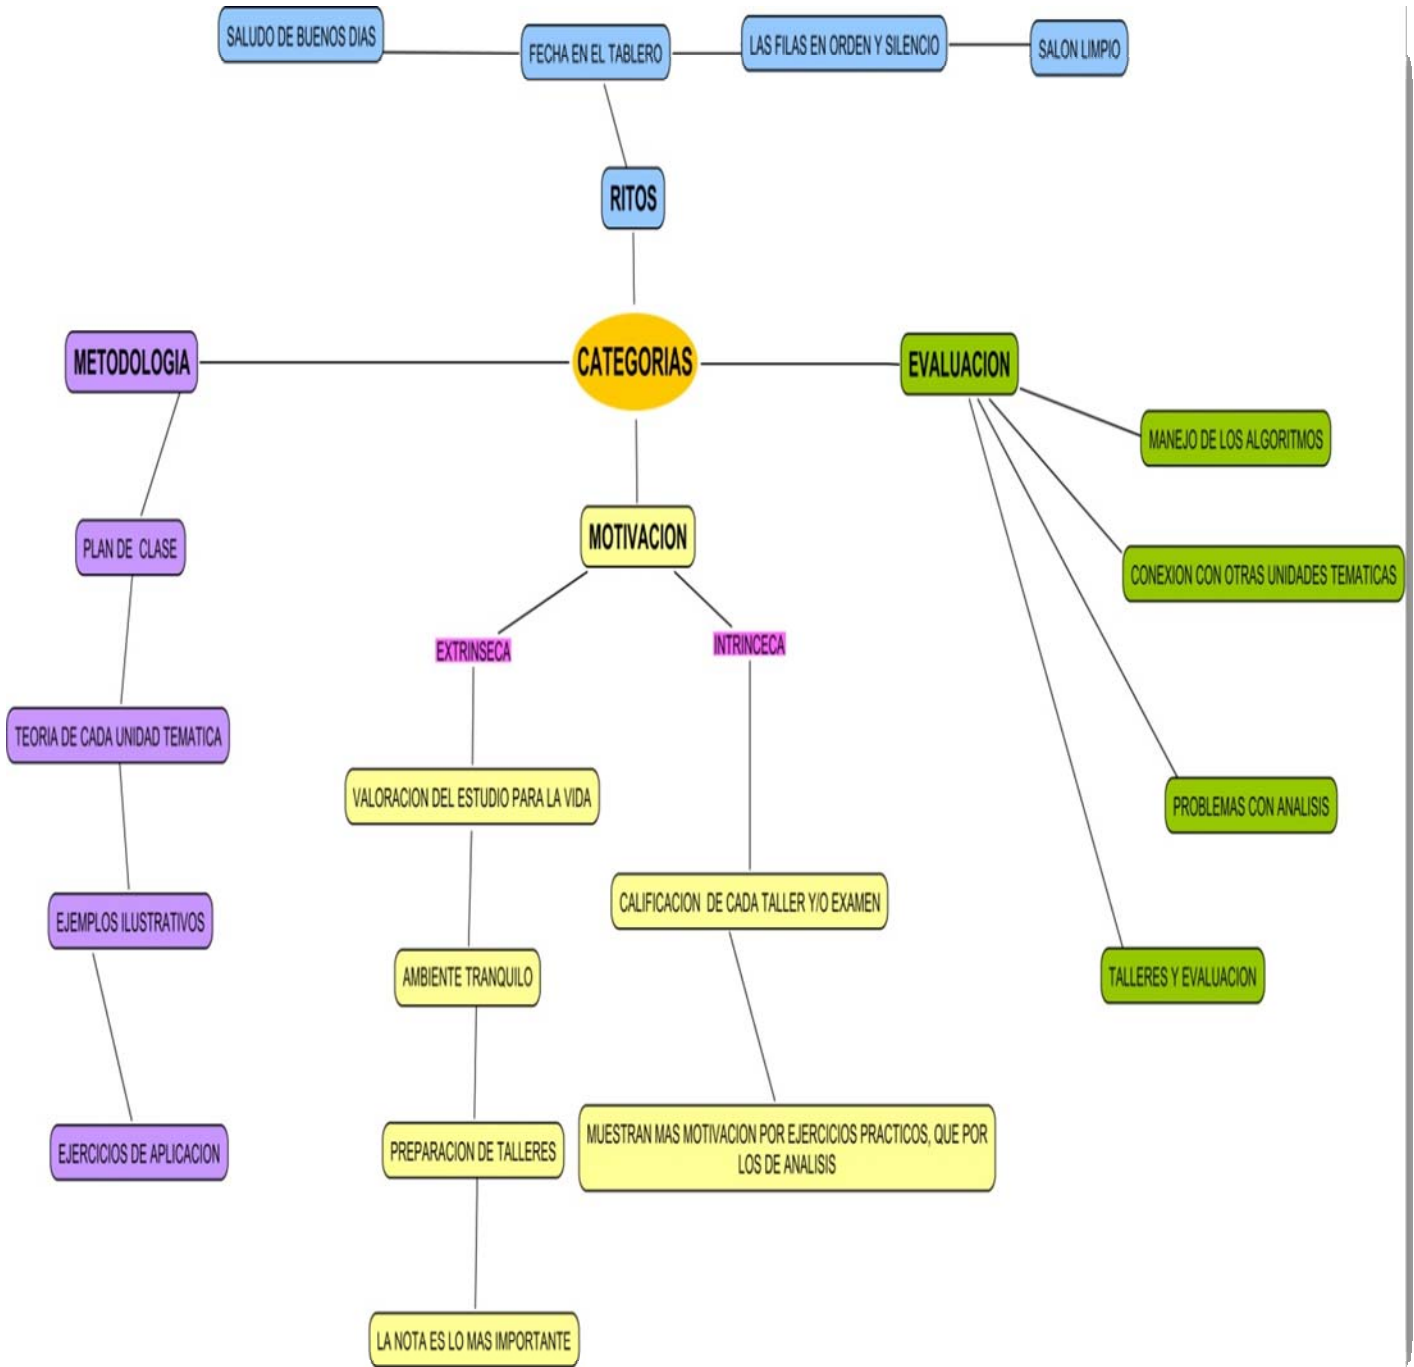 SALUDO DE BUENOS DIAS
FECHA EN EL TABLERO
LAS FILAS EN ORDEN Y SILENCIO
SALON LIMPIO
RITOS
METODOLOGIA
CATEGORIAS
EVALUACION
MANEJO DE LOS ALGORITMOS
PLAN DE CLASE
MOTIVACION
CONEXION CON OTRAS UNIDADES TEMATICAS
EXTRINSECA
INTRINCECA
TEORIA DE CADA UNIDAD TEMATICA
VALORACION DEL ESTUDIO PARA LA VIDA
PROBLEMAS CON ANALISIS
EJEMPLOS ILUSTRATIVOS
CALIFICACION DE CADA TALLER Y/O EXAMEN
AMBIENTE TRANQUILO
TALLERES Y EVALUACION
EJERCICIOS DE APLICACION
PREPARACION DE TALLERES
MUESTRAN MAS MOTIVACION POR EJERCICIOS PRACTICOS, QUE POR
LOS DE ANALISIS
LA NOTA ES LO MAS IMPORTANTE